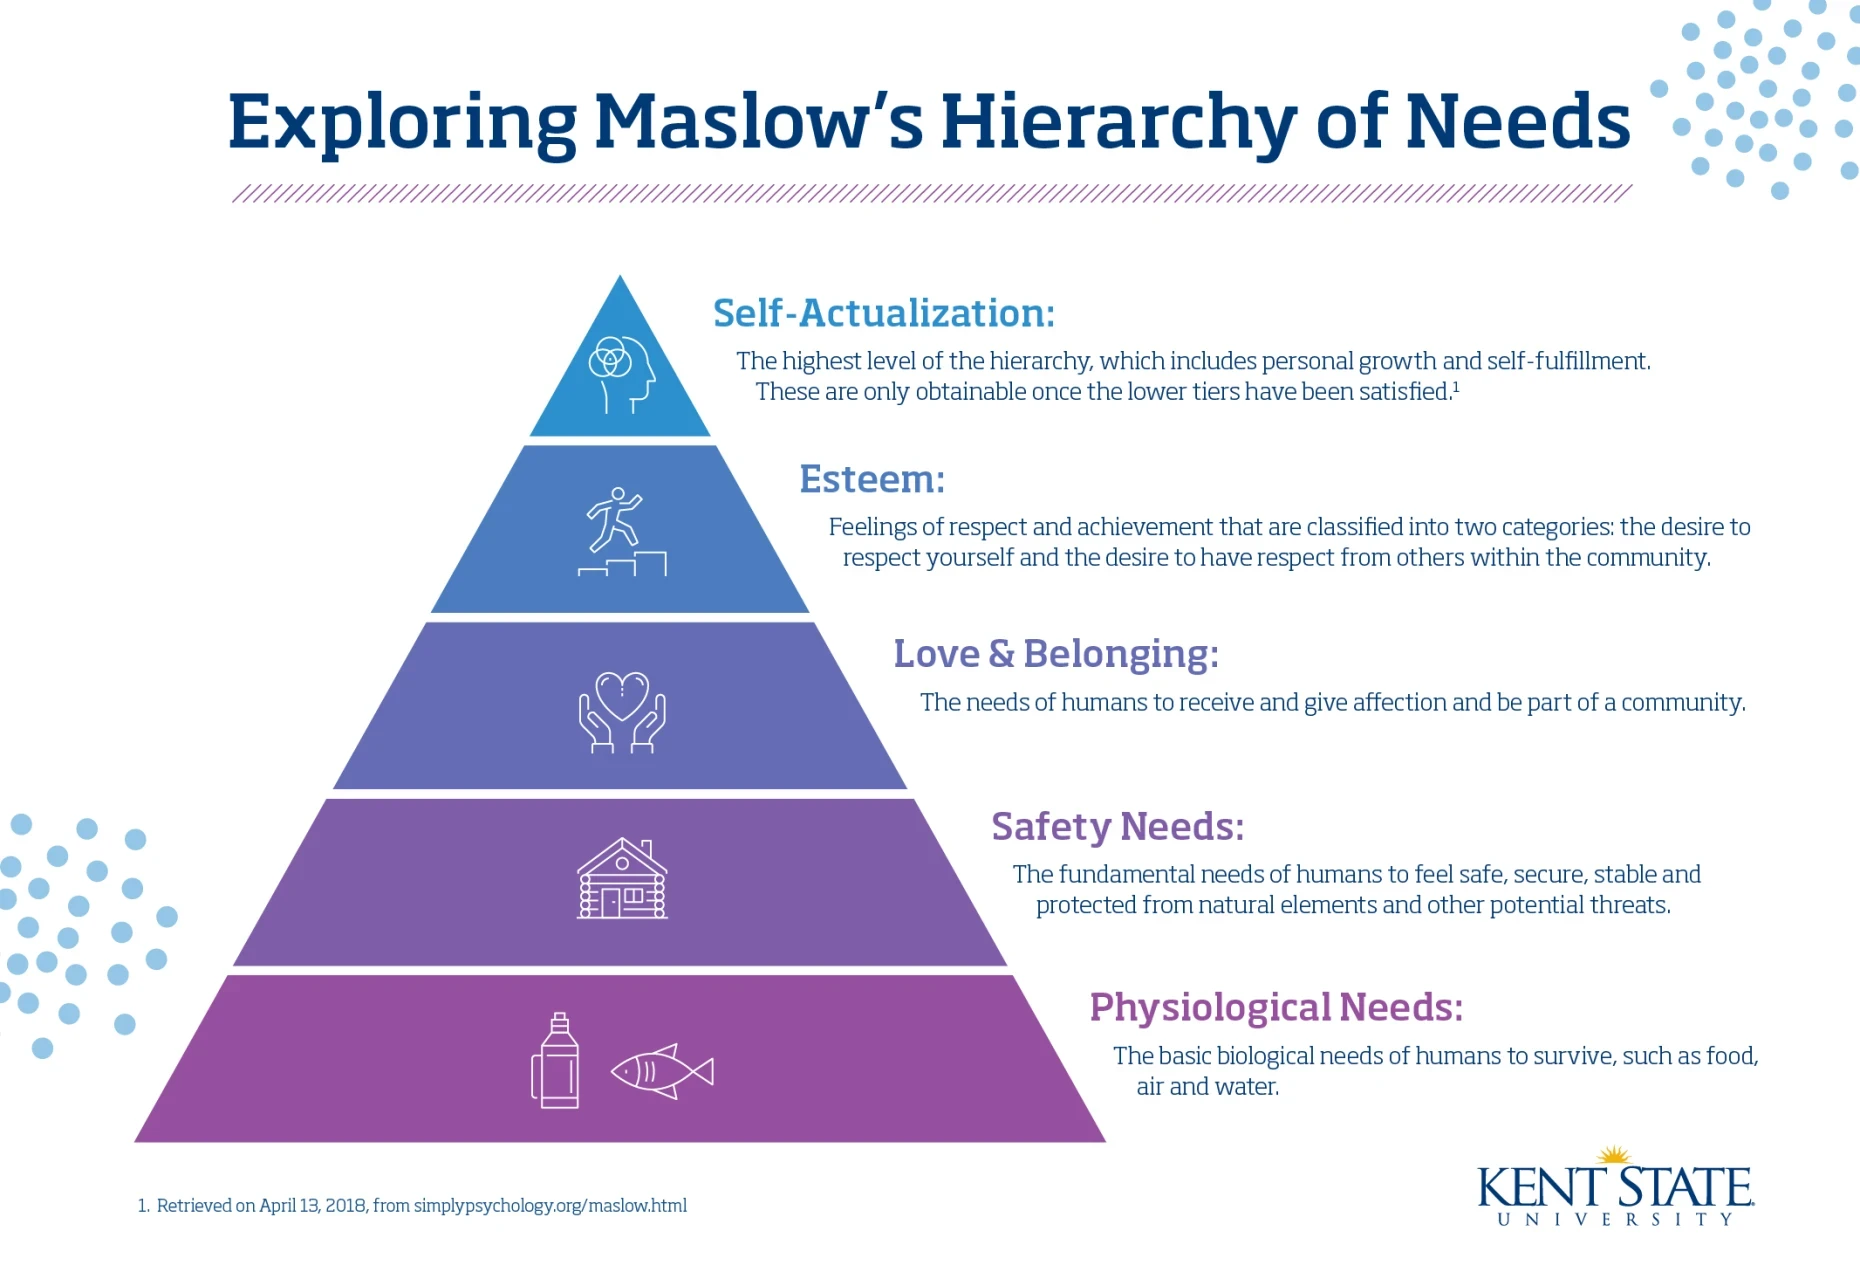 Exploring Maslow’s Hierarchy of Needs
Self-Actualization:
The highest level of the hierarchy, which includes personal growth and self-fulfillment.
These are only obtainable once the lower tiers have been satisfied.¹
Esteem:
Feelings of respect and achievement that are classified into two categories: the desire to
respect yourself and the desire to have respect from others within the community.
Love & Belonging:
The needs of humans to receive and give affection and be part of a community.
Safety Needs:
The fundamental needs of humans to feel safe, secure, stable and
protected from natural elements and other potential threats.
Physiological Needs:
The basic biological needs of humans to survive, such as food,
air and water.
1. Retrieved on April 13, 2018, from simplypsychology.org/maslow.html
KENT STATE
UNIVERSITY